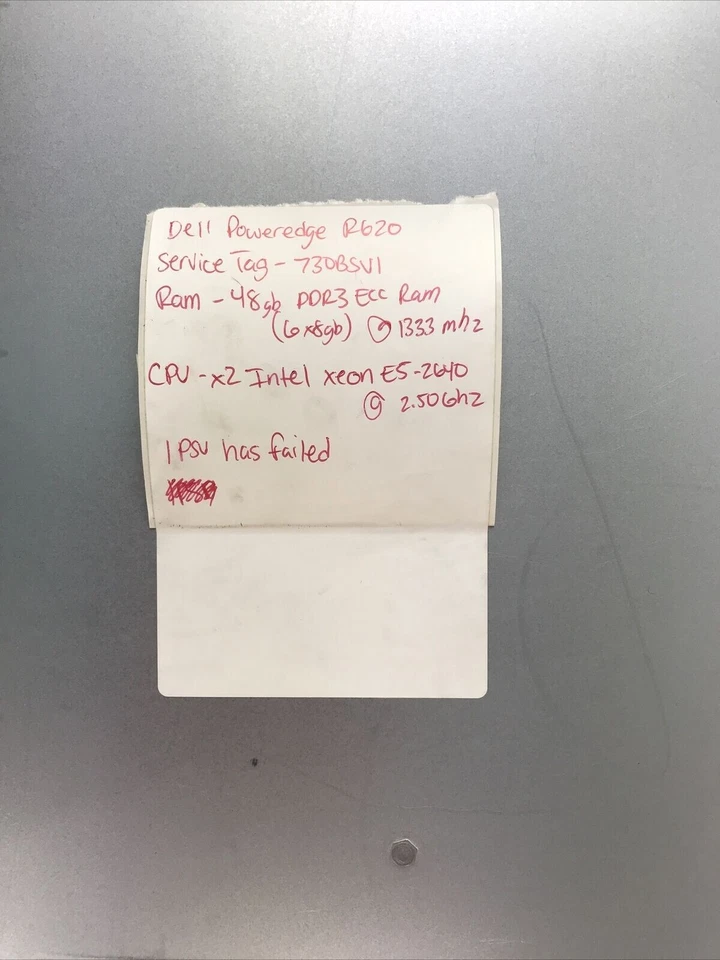 Dell Poweredge R620
Service Tag - 730BSV1
Ram - 48gb DDR3 Ecc Ram
(6x8gb) @ 1333 mhz
CPU - x2 Intel xeon E5-2640
@ 2.50Ghz
1 PSU has failed